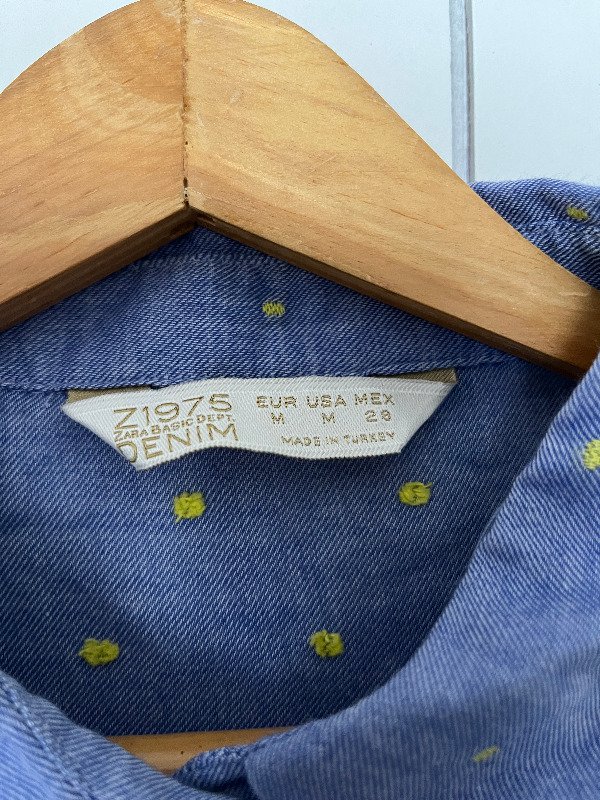 Z1975
ZARA BASIC DEPT.
DENIM
EUR USA MEX
M M 28
MADE IN TURKEY